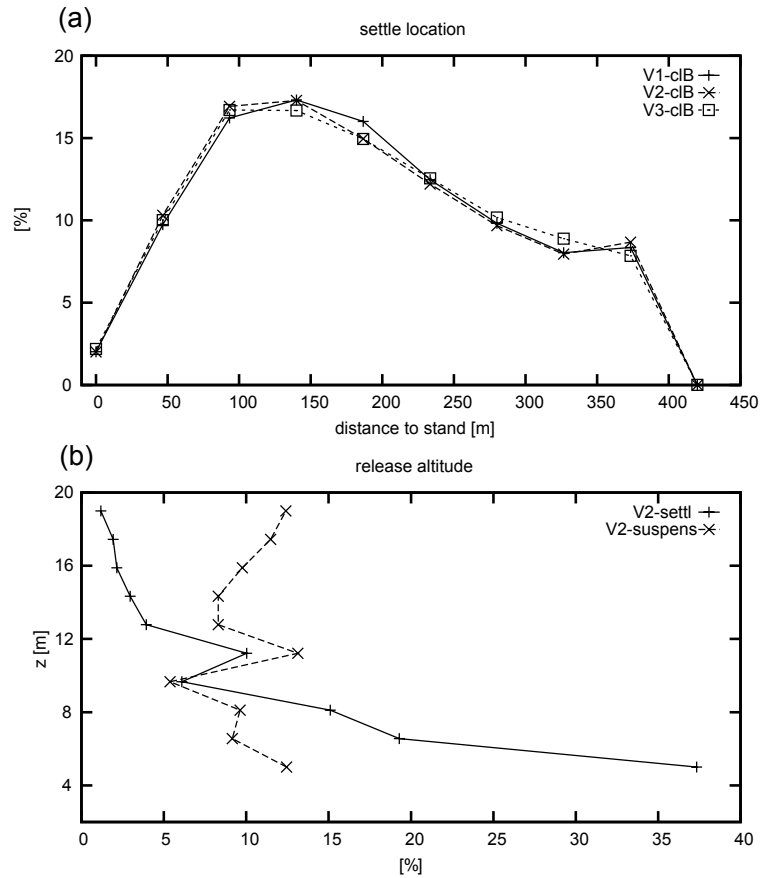 (a)
settle location
20
15
10
5
0
[%]
V1-clB
V2-clB
V3-clB
0 50 100 150 200 250 300 350 400 450
distance to stand [m]
(b)
release altitude
20
16
12
8
4
z [m]
V2-settl
V2-suspens
0 5 10 15 20 25 30 35 40
[%]